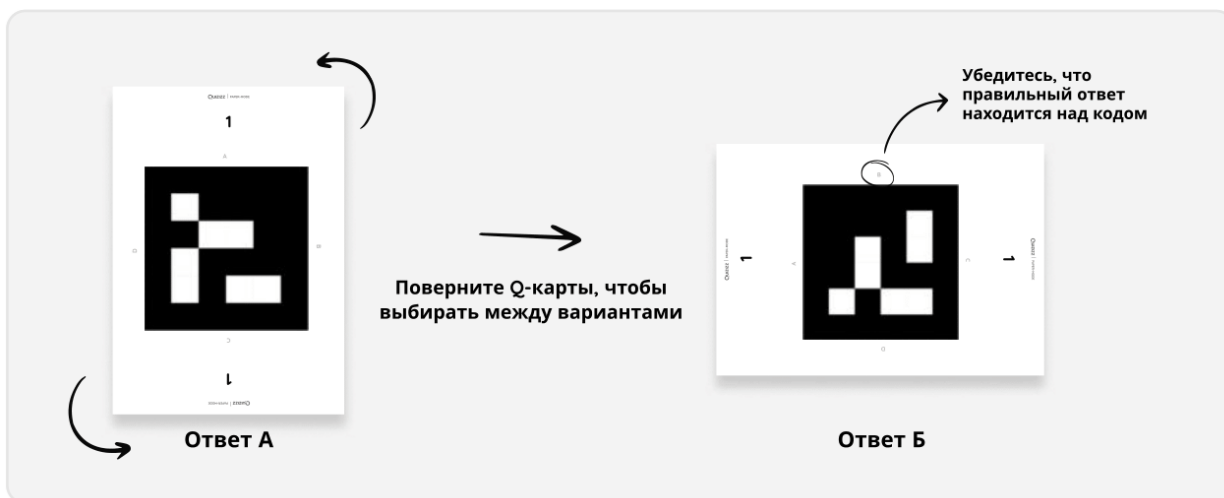 Убедитесь, что
правильный ответ
находится над кодом
1
A
B
D
C
1
Поверните Q-карты, чтобы
выбирать между вариантами
B
1
A
C
1
D
Ответ А
Ответ Б